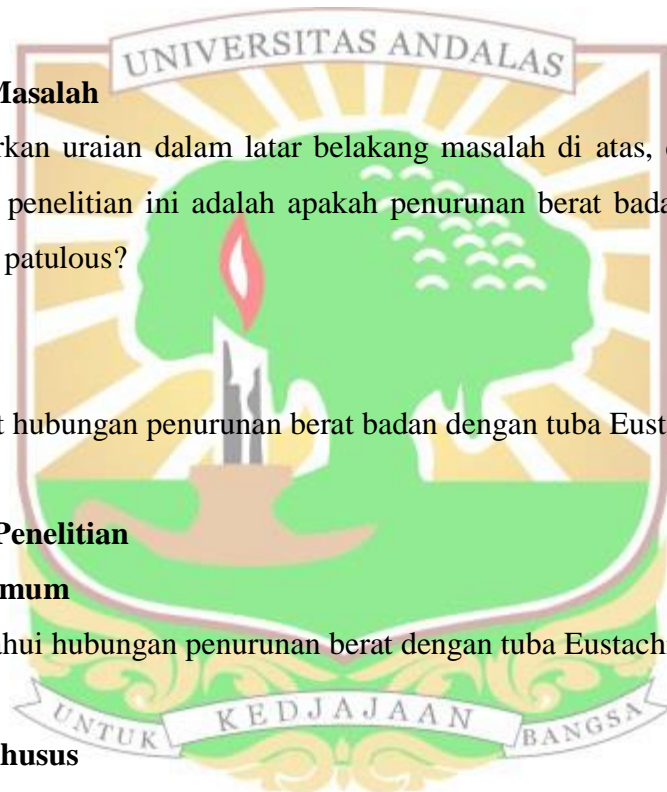 UNIVERSITAS ANDALAS
Masalah
rkan uraian dalam latar belakang masalah di atas,
penelitian ini adalah apakah penurunan berat bada
patulous?
t hubungan penurunan berat badan dengan tuba Eust
Penelitian
mum
ahui hubungan penurunan berat dengan tuba Eustach
UNTUK KEDJAJAAN BANGSA
husus